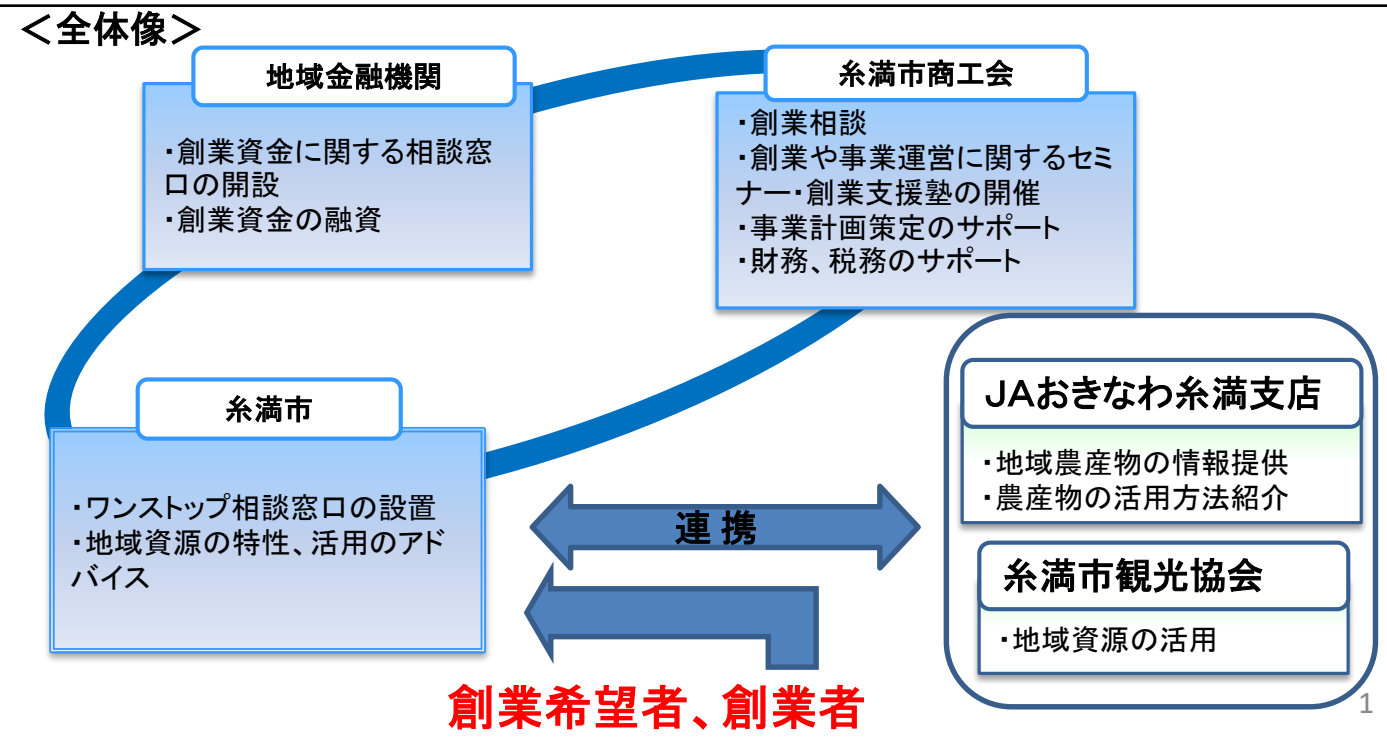 ＜全体像＞
地域金融機関
・創業資金に関する相談窓
口の開設
・創業資金の融資
糸満市商工会
・創業相談
・創業や事業運営に関するセミ
ナー・創業支援塾の開催
・事業計画策定のサポート
・財務、税務のサポート
糸満市
・ワンストップ相談窓口の設置
・地域資源の特性、活用のアド
バイス
連 携
JAおきなわ糸満支店
・地域農産物の情報提供
・農産物の活用方法紹介
糸満市観光協会
・地域資源の活用
創業希望者、創業者
1